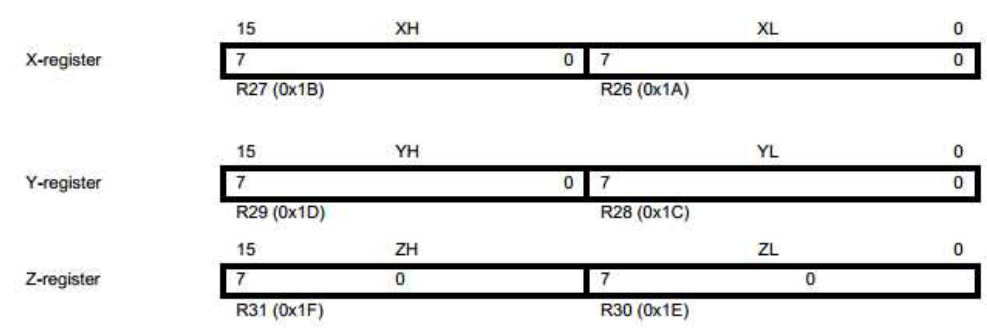 15 XH XL 0
X-register 7 0 7 0
R27 (0x1B) R26 (0x1A)
15 YH YL 0
Y-register 7 0 7 0
R29 (0x1D) R28 (0x1C)
15 ZH ZL 0
Z-register 7 0 7 0
R31 (0x1F) R30 (0x1E)